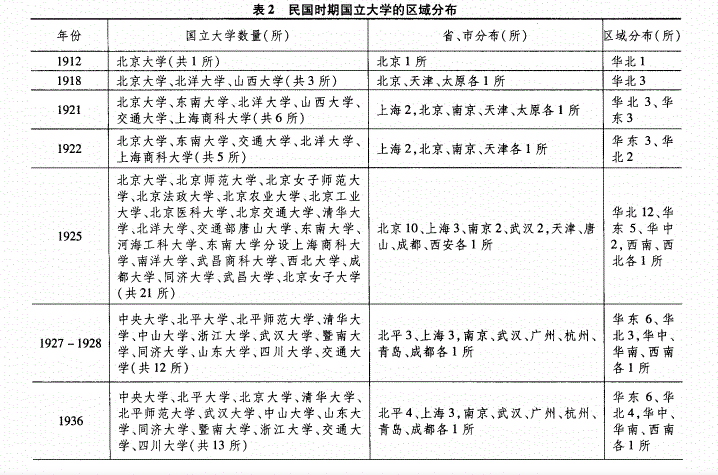 表2 民国时期国立大学的区域分布
年份 国立大学数量(所) 省、市分布(所) 区域分布(所)
1912 北京大学(共1所) 北京1所 华北1
1918 北京大学、北洋大学、山西大学(共3所) 北京、天津、太原各1所 华北3
1921
北京大学、东南大学、北洋大学、山西大学、
交通大学、上海商科大学(共6所)
上海2,北京、南京、天津、太原各1所
华北3、华
东3
1922
北京大学、东南大学、交通大学、北洋大学、
上海商科大学(共5所)
上海2,北京、南京、天津各1所
华东3、华
北2
1925
北京大学、北京师范大学、北京女子师范大
学、北京法政大学、北京农业大学、北京工业
大学、北京医科大学、北京交通大学、清华大
学、北洋大学、交通部唐山大学、东南大学、
河海工科大学、东南大学分设上海商科大
学、南洋大学、武昌商科大学、西北大学、成
都大学、同济大学、武昌大学、北京女子大学
(共21所)
北京10、上海3、南京2、武汉2,天津、唐
山、成都、西安各1所
华北12、华
东5、华中
2,西南、西
北各1所
1927-1928
中央大学、北平大学、北平师范大学、清华大
学、中山大学、浙江大学、武汉大学、暨南大
学、同济大学、山东大学、四川大学、交通大
学(共12所)
北平3、上海3,南京、武汉、广州、杭州、
青岛、成都各1所
华东6、华
北3,华中、
华南、西南
各1所
1936
中央大学、北平大学、北京大学、清华大学、
北平师范大学、武汉大学、中山大学、山东大
学、同济大学、暨南大学、浙江大学、交通大
学、四川大学(共13所)
北平4、上海3,南京、武汉、广州、杭州、
青岛、成都各1所
华东6、华
北4,华中、
华南、西南
各1所